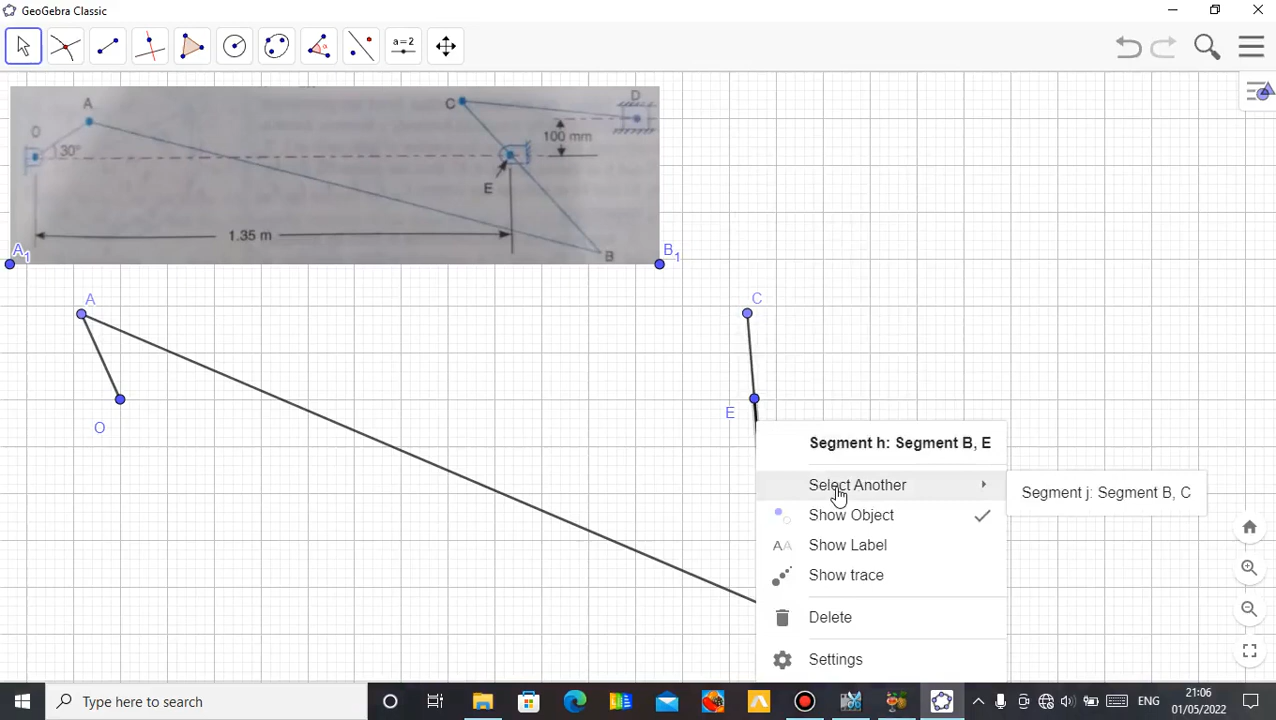 GeoGebra Classic
a=2
A
C
D
O
30°
100 mm
E
1.35 m
B
A1
B1
A
C
E
O
Segment h: Segment B, E
Select Another
Segment j: Segment B, C
Show Object
AA Show Label
Show trace
Delete
Settings
Type here to search
ENG
21:06
01/05/2022